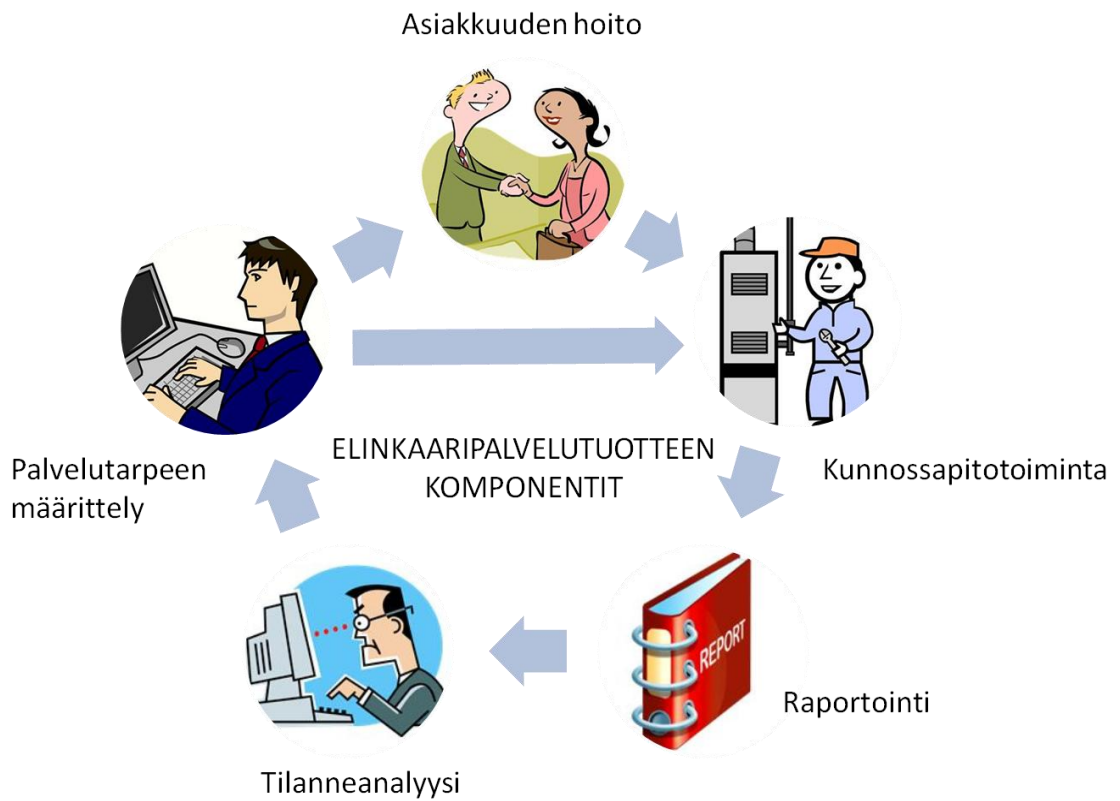 Asiakkuuden hoito
ELINKAARIPALVELUTUOTTEEN
KOMPONENTIT
Palvelutarpeen
määrittely
Kunnossapitotoiminta
REPORT
Raportointi
Tilanneanalyysi